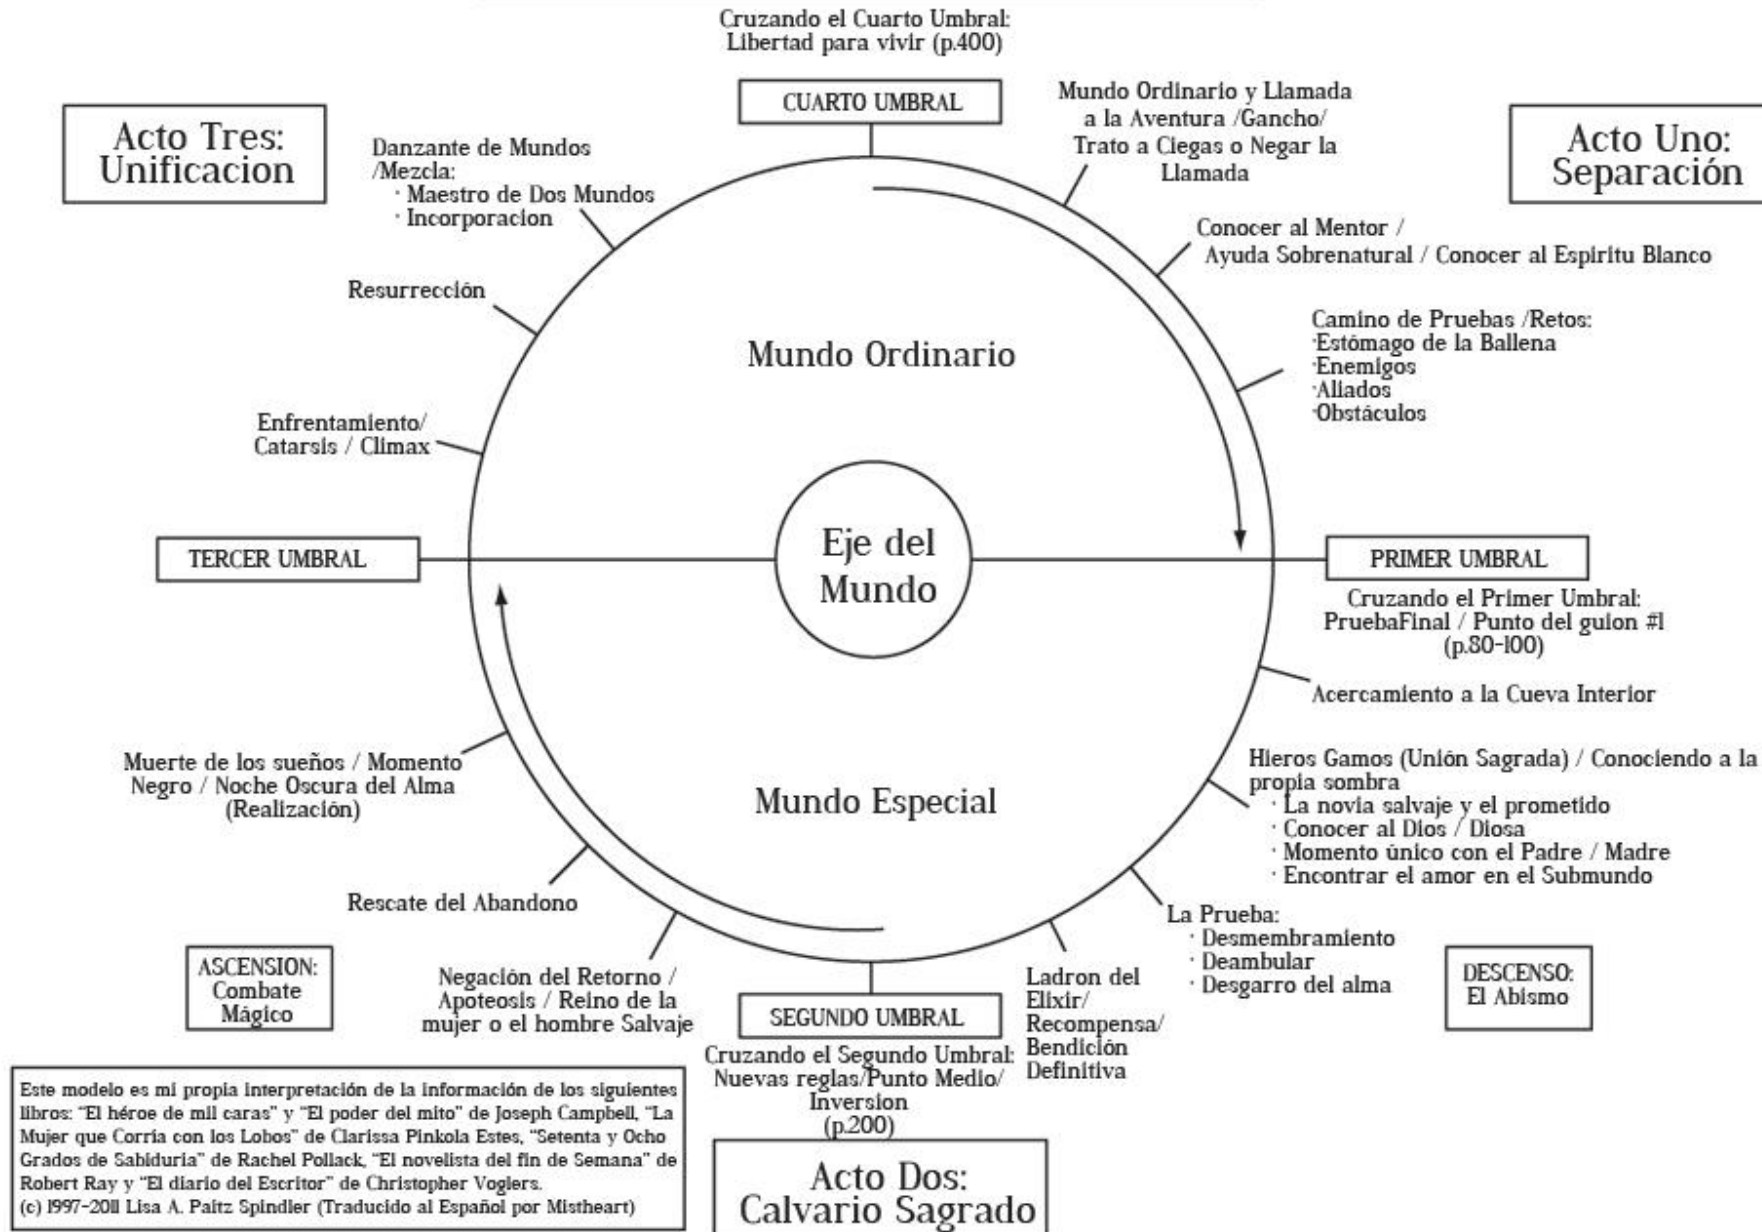 Cruzando el Cuarto Umbral:
Libertad para vivir (p.400)
CUARTO UMBRAL
Acto Tres:
Unificacion
Acto Uno:
Separación
Mundo Ordinario y Llamada
a la Aventura /Gancho/
Trato a Ciegas o Negar la
Llamada
Danzante de Mundos
/Mezcla:
· Maestro de Dos Mundos
· Incorporacion
Conocer al Mentor /
Ayuda Sobrenatural / Conocer al Espiritu Blanco
Resurrección
Camino de Pruebas /Retos:
·Estómago de la Ballena
·Enemigos
·Aliados
·Obstáculos
Mundo Ordinario
Enfrentamiento/
Catarsis / Climax
Eje del
Mundo
TERCER UMBRAL
PRIMER UMBRAL
Cruzando el Primer Umbral:
PruebaFinal / Punto del guion #1
(p.80-100)
Acercamiento a la Cueva Interior
Hieros Gamos (Unión Sagrada) / Conociendo a la
propia sombra
· La novia salvaje y el prometido
· Conocer al Dios / Diosa
· Momento único con el Padre / Madre
· Encontrar el amor en el Submundo
Mundo Especial
Muerte de los sueños / Momento
Negro / Noche Oscura del Alma
(Realización)
Rescate del Abandono
La Prueba:
· Desmembramiento
· Deambular
· Desgarro del alma
DESCENSO:
El Abismo
ASCENSION:
Combate
Mágico
Negación del Retorno /
Apoteosis / Reino de la
mujer o el hombre Salvaje
Ladron del
Elixir/
Recompensa/
Bendición
Definitiva
SEGUNDO UMBRAL
Cruzando el Segundo Umbral:
Nuevas reglas/Punto Medio/
Inversion
(p.200)
Acto Dos:
Calvario Sagrado
Este modelo es mi propia interpretación de la información de los siguientes
libros: “El héroe de mil caras” y “El poder del mito” de Joseph Campbell, “La
Mujer que Corría con los Lobos” de Clarissa Pinkola Estes, “Setenta y Ocho
Grados de Sabiduria” de Rachel Pollack, “El novelista del fin de Semana” de
Robert Ray y “El diario del Escritor” de Christopher Voglers.
(c) 1997-2011 Lisa A. Paitz Spindler (Traducido al Español por Mistheart)